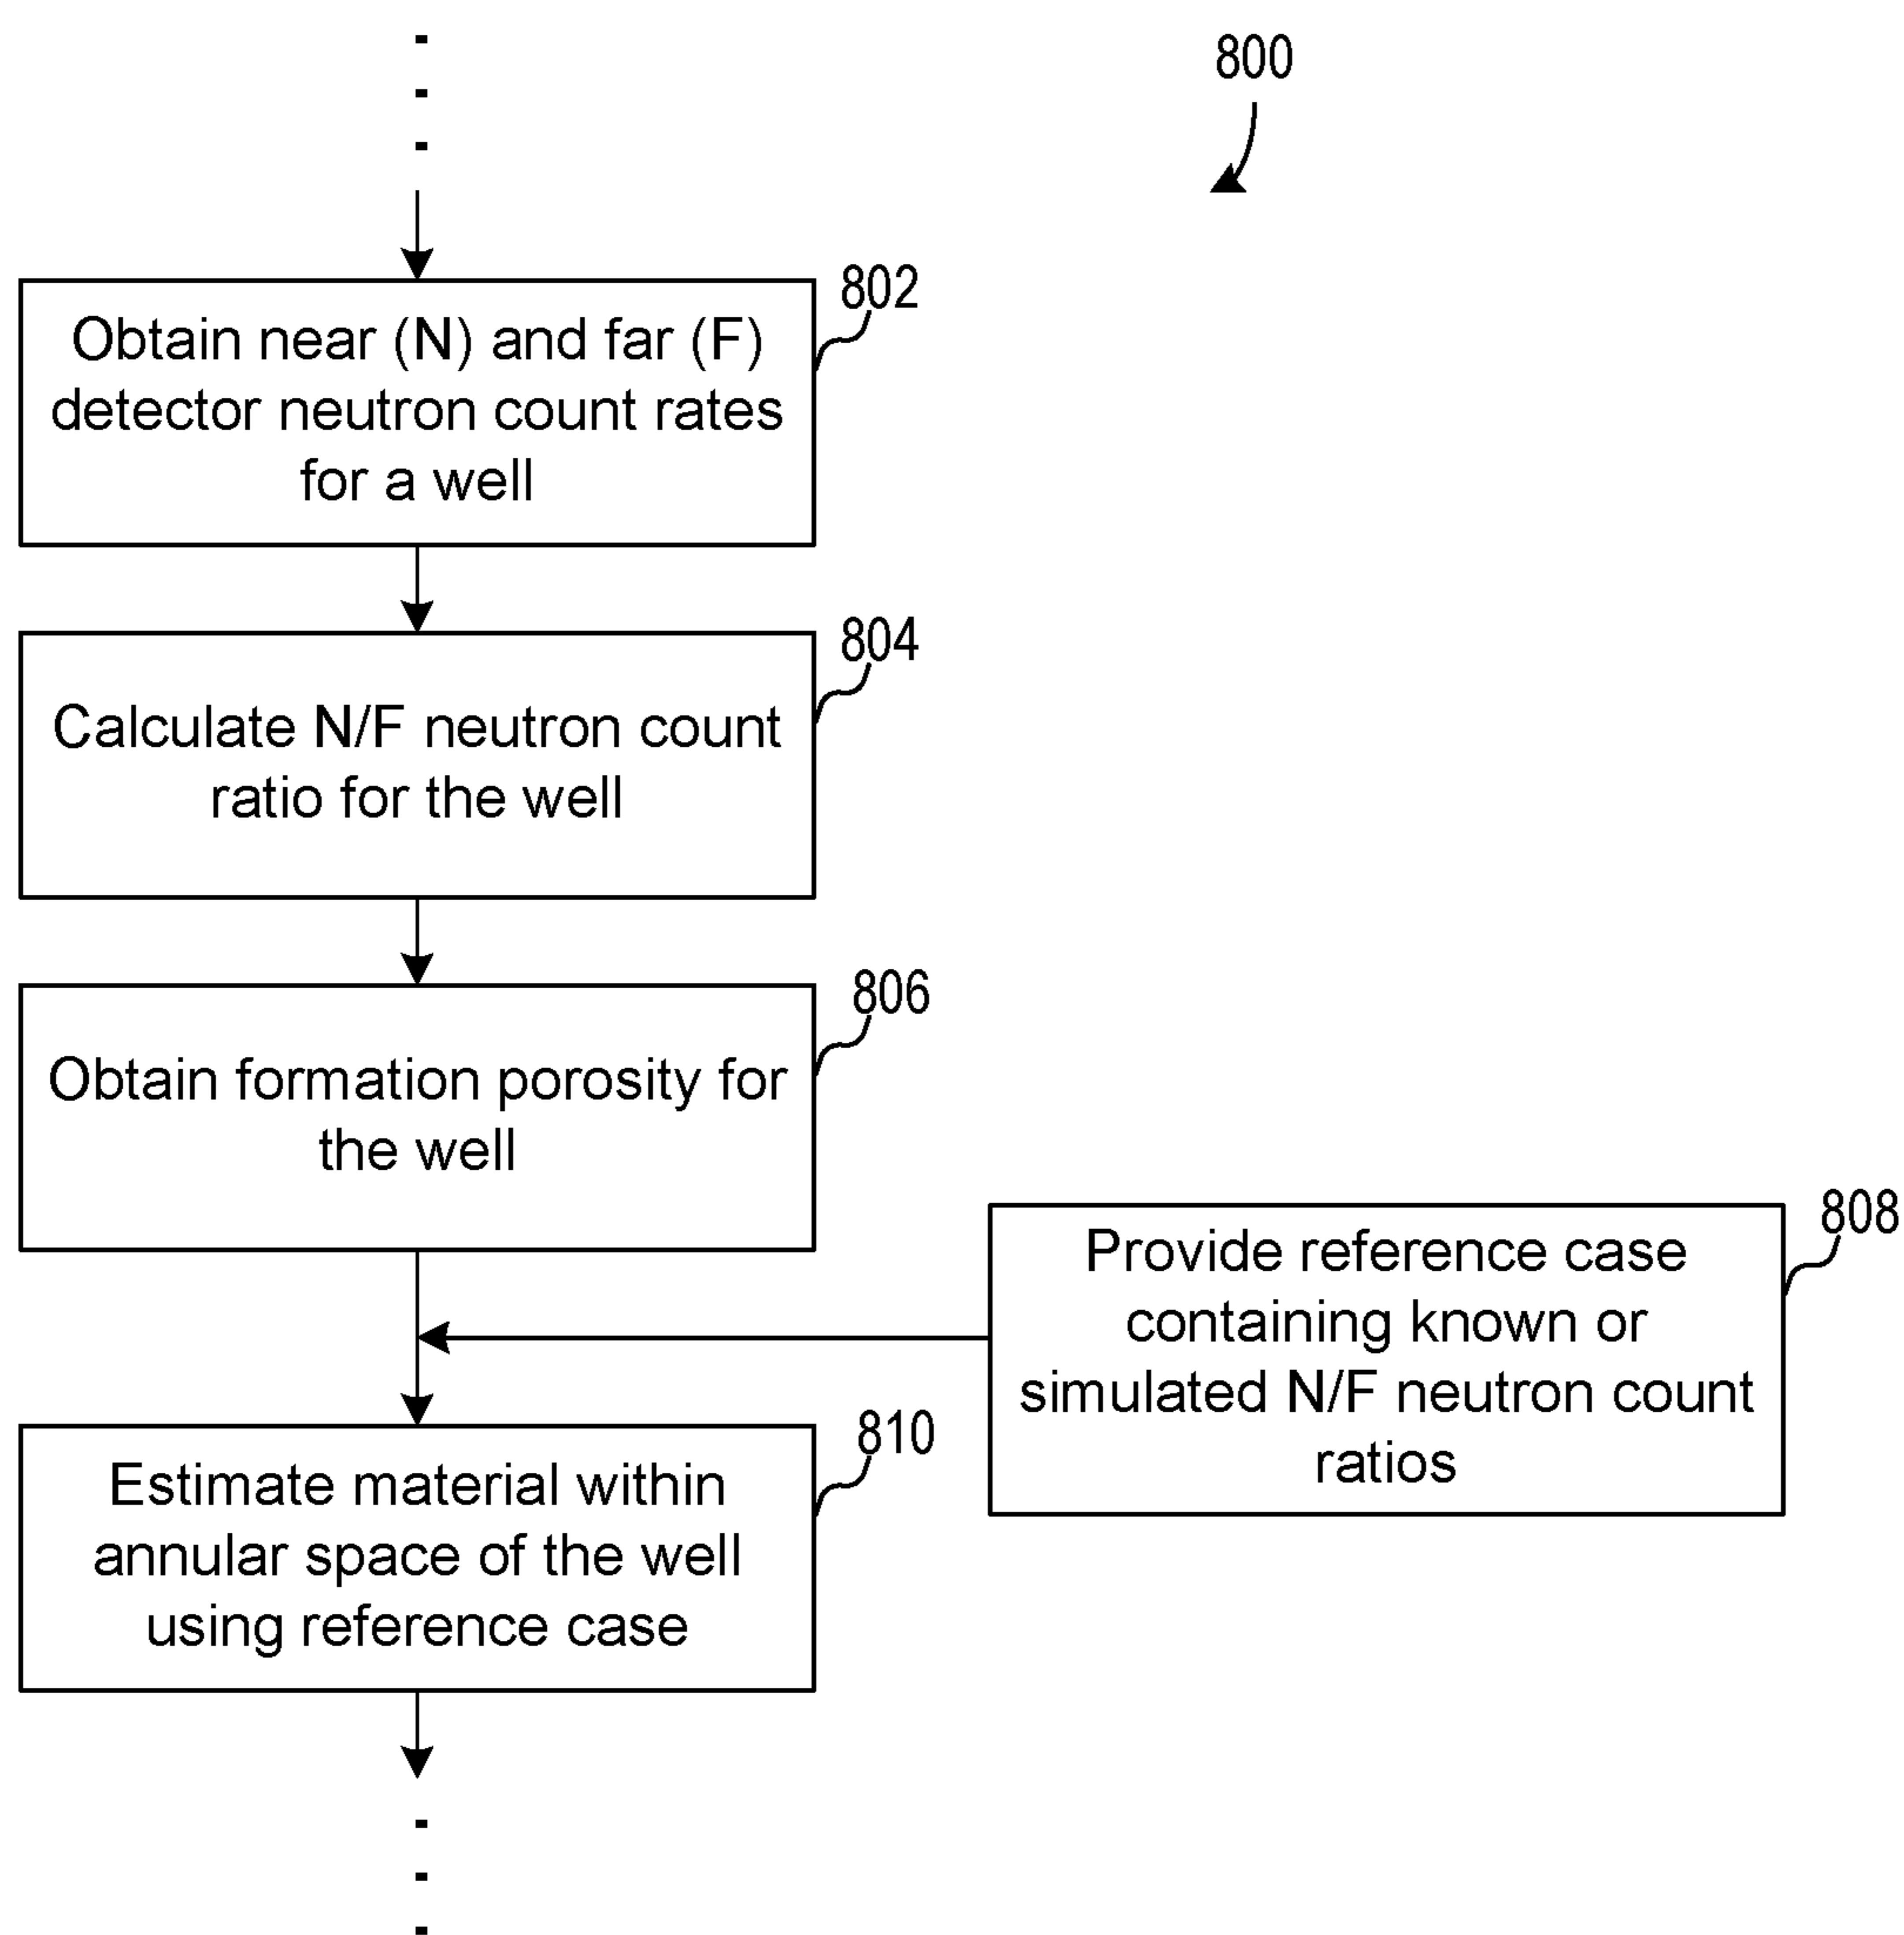 800
802
Obtain near (N) and far (F)
detector neutron count rates
for a well
804
Calculate N/F neutron count
ratio for the well
806
Obtain formation porosity for
the well
808
Provide reference case
containing known or
simulated N/F neutron count
ratios
810
Estimate material within
annular space of the well
using reference case